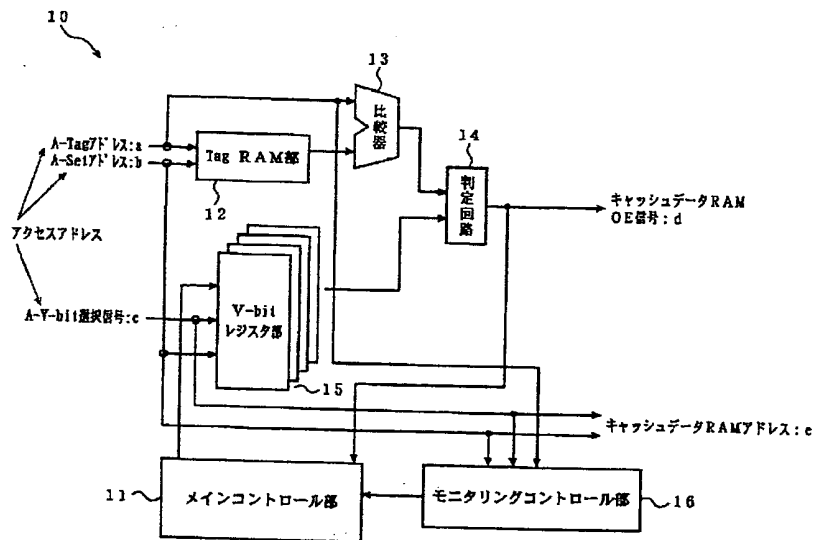 10
13
比較器
14
A-Tagアドレス:a
A-Setアドレス:b
Tag RAM部
12
判定回路
キャッシュデータRAM
OE信号:d
アクセスアドレス
A-V-bit選択信号:c
V-bit
レジスタ部
15
キャッシュデータRAMアドレス:e
11
メインコントロール部
モニタリングコントロール部
16